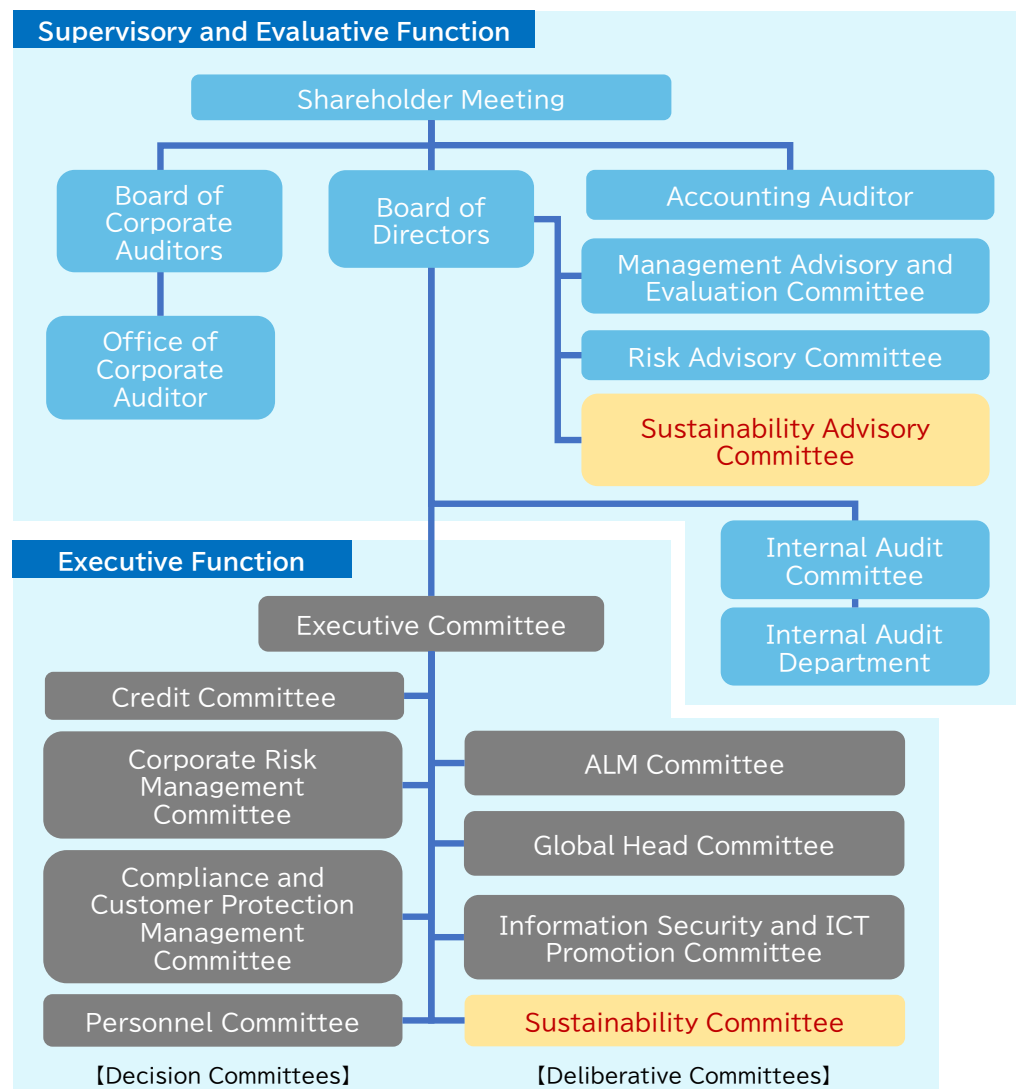 Supervisory and Evaluative Function
Shareholder Meeting
Board of
Corporate
Auditors
Board of
Directors
Accounting Auditor
Management Advisory and
Evaluation Committee
Office of
Corporate
Auditor
Risk Advisory Committee
Sustainability Advisory
Committee
Internal Audit
Committee
Internal Audit
Department
Executive Function
Executive Committee
Credit Committee
Corporate Risk
Management
Committee
Compliance and
Customer Protection
Management
Committee
Personnel Committee
【Decision Committees】
ALM Committee
Global Head Committee
Information Security and ICT
Promotion Committee
Sustainability Committee
【Deliberative Committees】